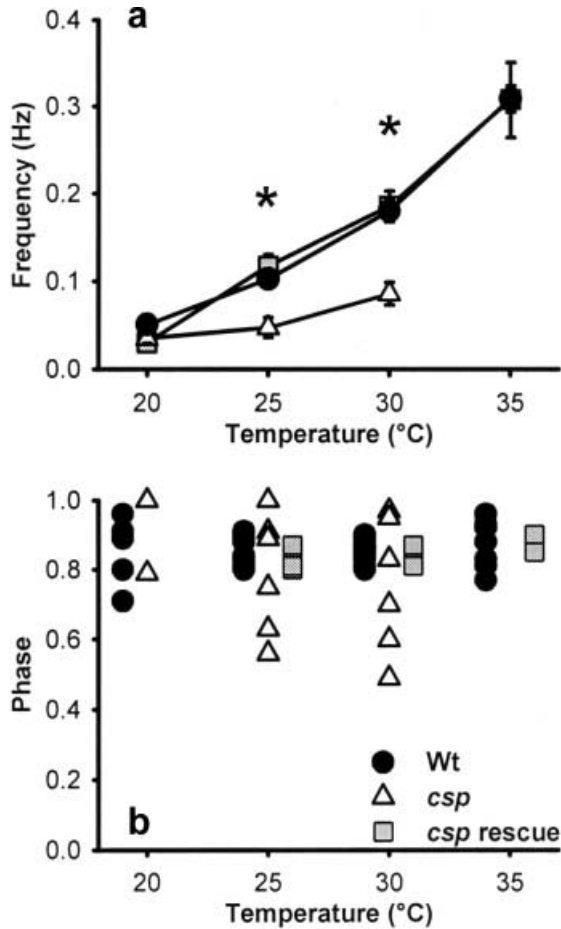 a
0.4
0.3
0.2
0.1
0.0
Frequency (Hz)
*
*
20 25 30 35
Temperature (°C)
1.0
0.8
0.6
0.4
0.2
0.0
Phase
Wt
csp
csp rescue
b
20 25 30 35
Temperature (°C)